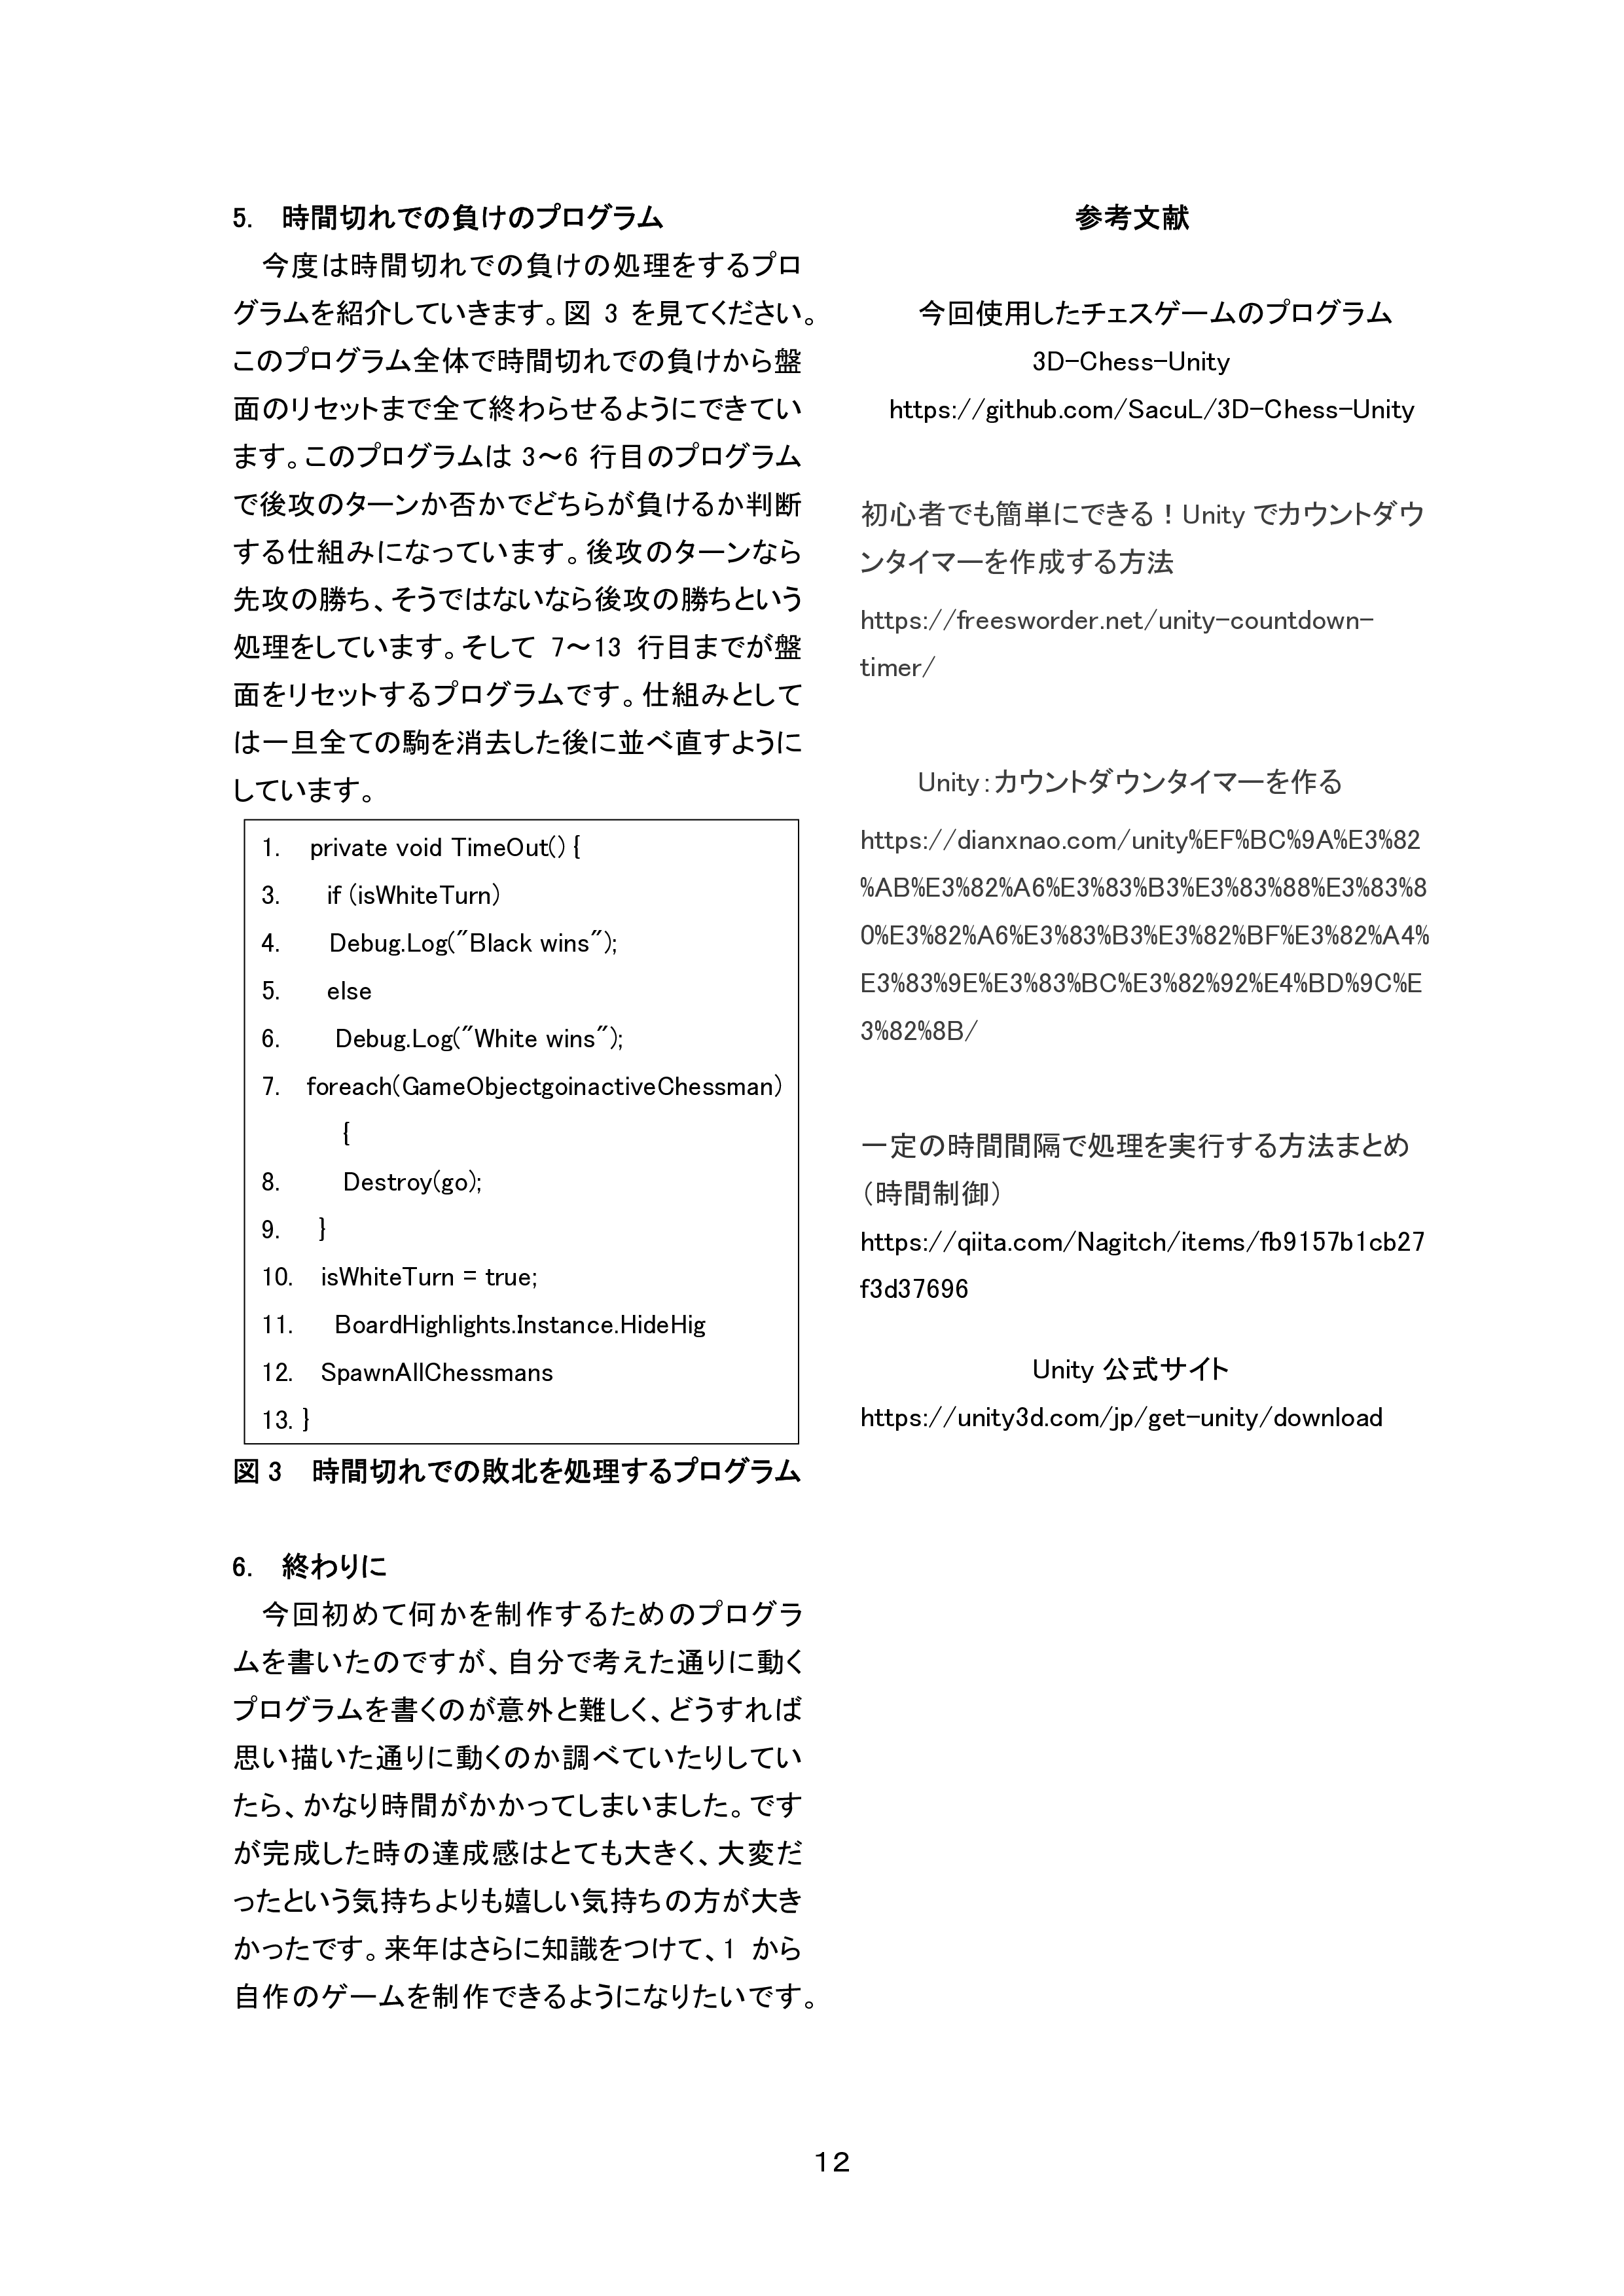 5.　時間切れでの負けのプログラム
　今度は時間切れでの負けの処理をするプロ
グラムを紹介していきます。図 3 を見てください。
このプログラム全体で時間切れでの負けから盤
面のリセットまで全て終わらせるようにできてい
ます。このプログラムは 3～6 行目のプログラム
で後攻のターンか否かでどちらが負けるか判断
する仕組みになっています。後攻のターンなら
先攻の勝ち、そうではないなら後攻の勝ちという
処理をしています。そして 7～13 行目までが盤
面をリセットするプログラムです。仕組みとして
は一旦全ての駒を消去した後に並べ直すように
しています。
1.　private void TimeOut() {
3.　 if (isWhiteTurn)
4.　 Debug.Log("Black wins");
5.　 else
6.　　Debug.Log("White wins");
7.　foreach(GameObjectgoinactiveChessman)
{
8.　　Destroy(go);
9.　 }
10.　isWhiteTurn = true;
11.　 BoardHighlights.Instance.HideHig
12.　SpawnAllChessmans
13. }
図 3　時間切れでの敗北を処理するプログラム
6.　終わりに
　今回初めて何かを制作するためのプログラ
ムを書いたのですが、自分で考えた通りに動く
プログラムを書くのが意外と難しく、どうすれば
思い描いた通りに動くのか調べていたりしてい
たら、かなり時間がかかってしまいました。です
が完成した時の達成感はとても大きく、大変だ
ったという気持ちよりも嬉しい気持ちの方が大き
かったです。来年はさらに知識をつけて、1 から
自作のゲームを制作できるようになりたいです。
参考文献
今回使用したチェスゲームのプログラム
3D-Chess-Unity
https://github.com/SacuL/3D-Chess-Unity
初心者でも簡単にできる！Unity でカウントダウ
ンタイマーを作成する方法
https://freesworder.net/unity-countdown-
timer/
Unity：カウントダウンタイマーを作る
https://dianxnao.com/unity%EF%BC%9A%E3%82
%AB%E3%82%A6%E3%83%B3%E3%83%88%E3%83%8
0%E3%82%A6%E3%83%B3%E3%82%BF%E3%82%A4%
E3%83%9E%E3%83%BC%E3%82%92%E4%BD%9C%E
3%82%8B/
一定の時間間隔で処理を実行する方法まとめ
（時間制御）
https://qiita.com/Nagitch/items/fb9157b1cb27
f3d37696
Unity 公式サイト
https://unity3d.com/jp/get-unity/download
12